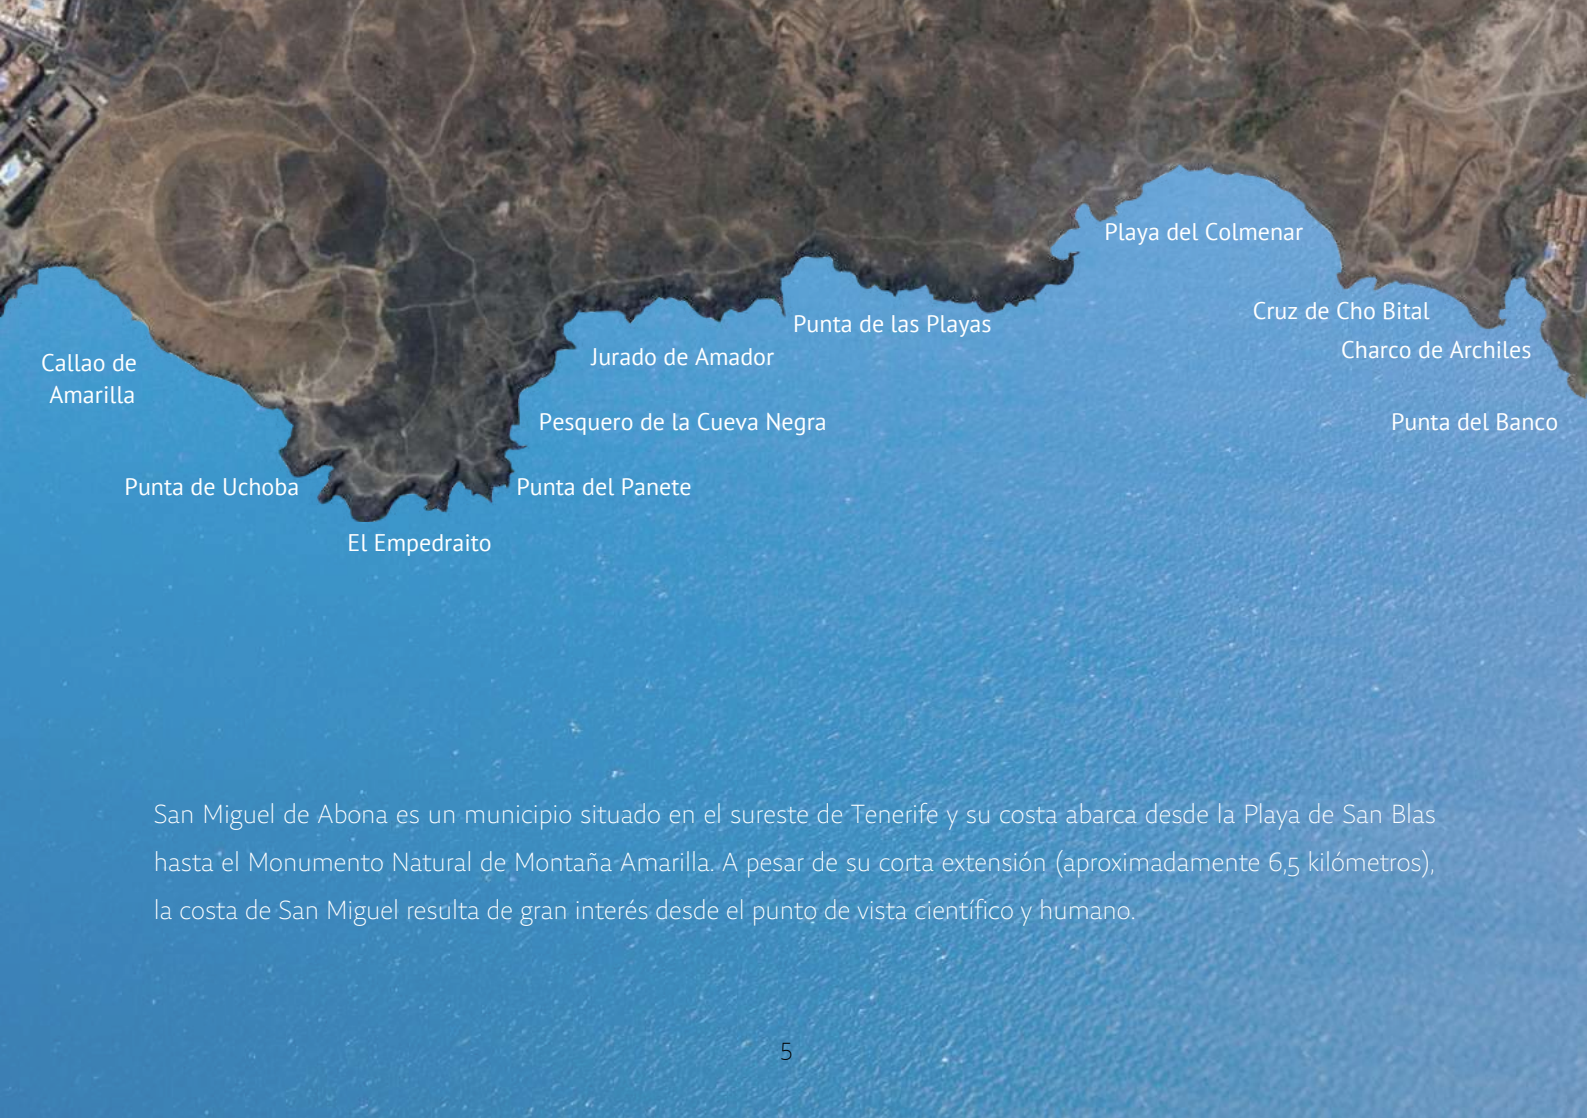 Playa del Colmenar
Cruz de Cho Bital
Punta de las Playas
Charco de Archiles
Jurado de Amador
Callao de
Amarilla
Pesquero de la Cueva Negra
Punta del Banco
Punta de Uchoba
Punta del Panete
El Empedraito
San Miguel de Abona es un municipio situado en el sureste de Tenerife y su costa abarca desde la Playa de San Blas
hasta el Monumento Natural de Montaña Amarilla. A pesar de su corta extensión (aproximadamente 6,5 kilómetros),
la costa de San Miguel resulta de gran interés desde el punto de vista científico y humano.
5